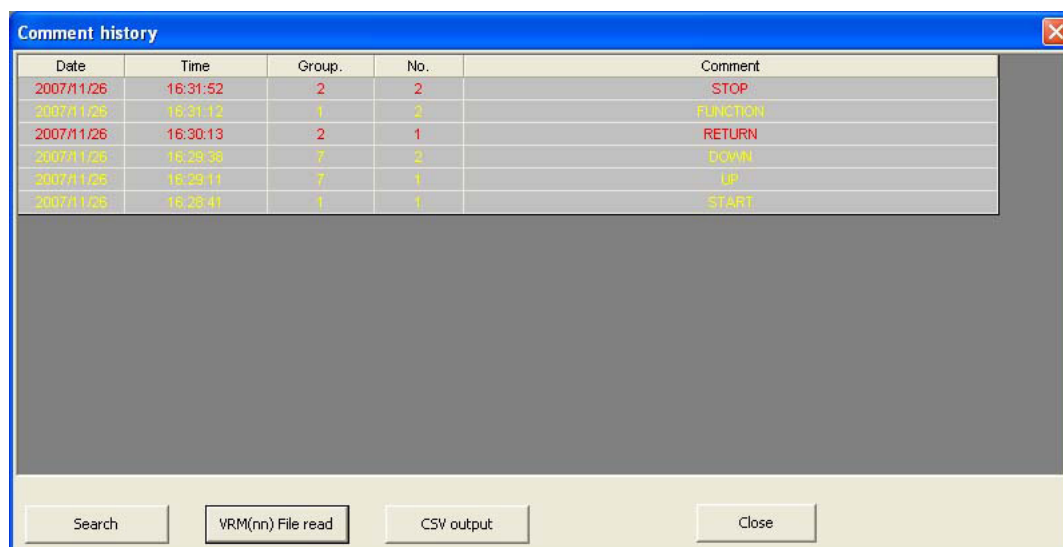 Comment history
Date Time Group. No. Comment
2007/11/26 16:31:52 2 2 STOP
2007/11/26 16:31:12 1 2 FUNCTION
2007/11/26 16:30:13 2 1 RETURN
2007/11/26 16:29:38 7 2 DOWN
2007/11/26 16:29:11 7 1 UP
2007/11/26 16:28:41 1 1 START
Search VRM(nn) File read CSV output Close